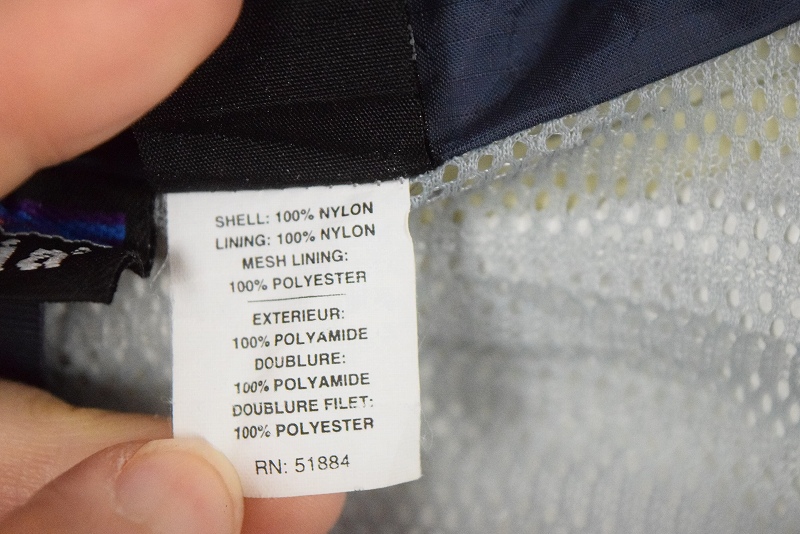 SHELL: 100% NYLON
LINING: 100% NYLON
MESH LINING:
100% POLYESTER
EXTERIEUR:
100% POLYAMIDE
DOUBLURE:
100% POLYAMIDE
DOUBLURE FILET:
100% POLYESTER
RN: 51884